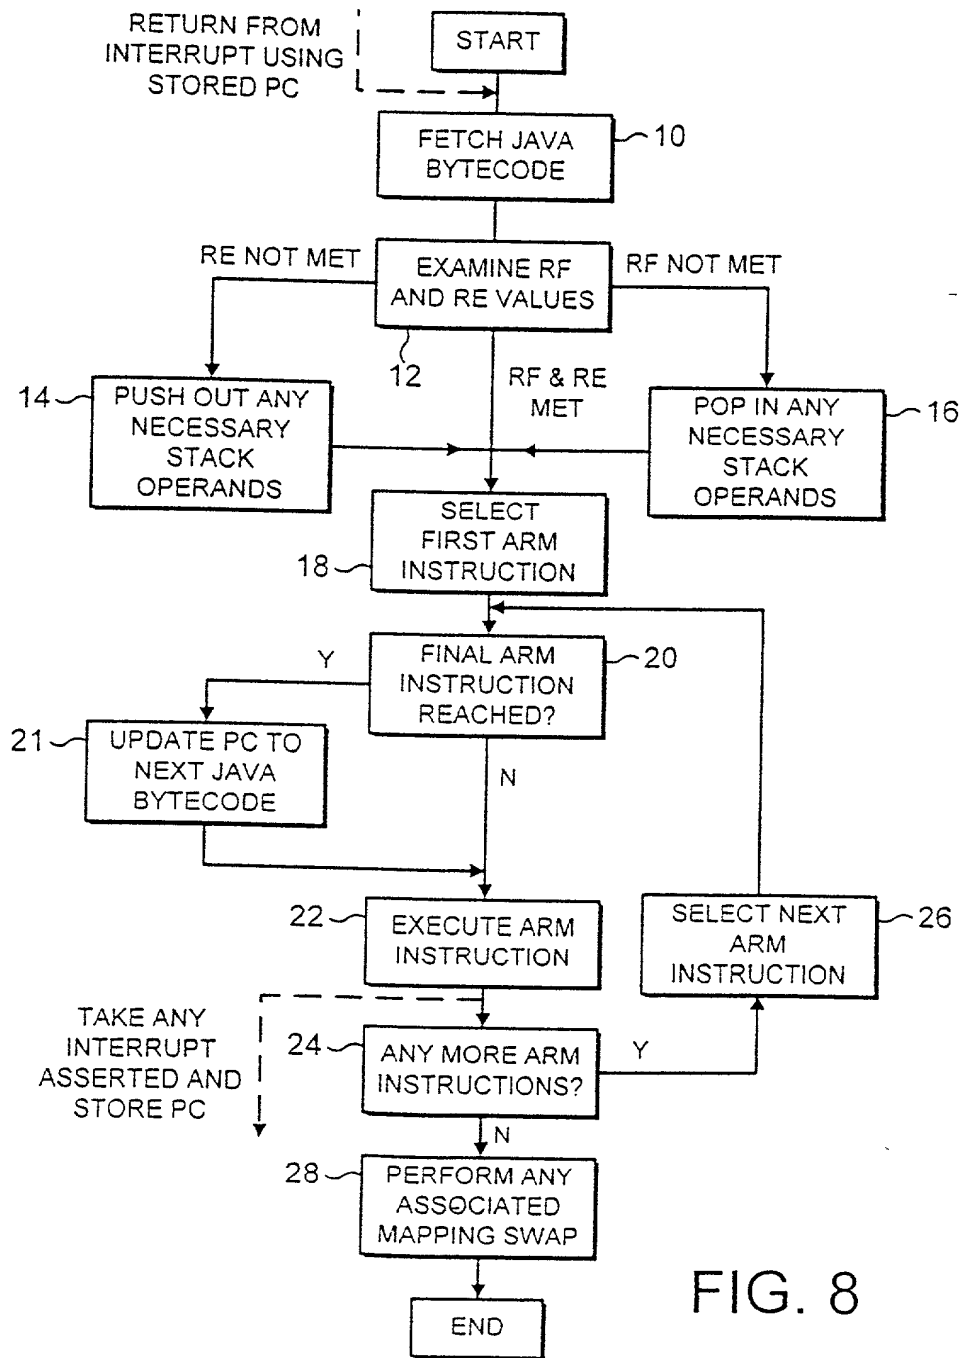 RETURN FROM
INTERRUPT USING
STORED PC
START
FETCH JAVA
BYTECODE
10
RE NOT MET
EXAMINE RF
AND RE VALUES
RF NOT MET
12
14
PUSH OUT ANY
NECESSARY
STACK
OPERANDS
RF & RE
MET
POP IN ANY
NECESSARY
STACK
OPERANDS
16
SELECT
FIRST ARM
INSTRUCTION
18
Y
FINAL ARM
INSTRUCTION
REACHED?
20
21
UPDATE PC TO
NEXT JAVA
BYTECODE
N
22
EXECUTE ARM
INSTRUCTION
SELECT NEXT
ARM
INSTRUCTION
26
TAKE ANY
INTERRUPT
ASSERTED AND
STORE PC
24
ANY MORE ARM
INSTRUCTIONS?
Y
N
28
PERFORM ANY
ASSOCIATED
MAPPING SWAP
END
FIG. 8